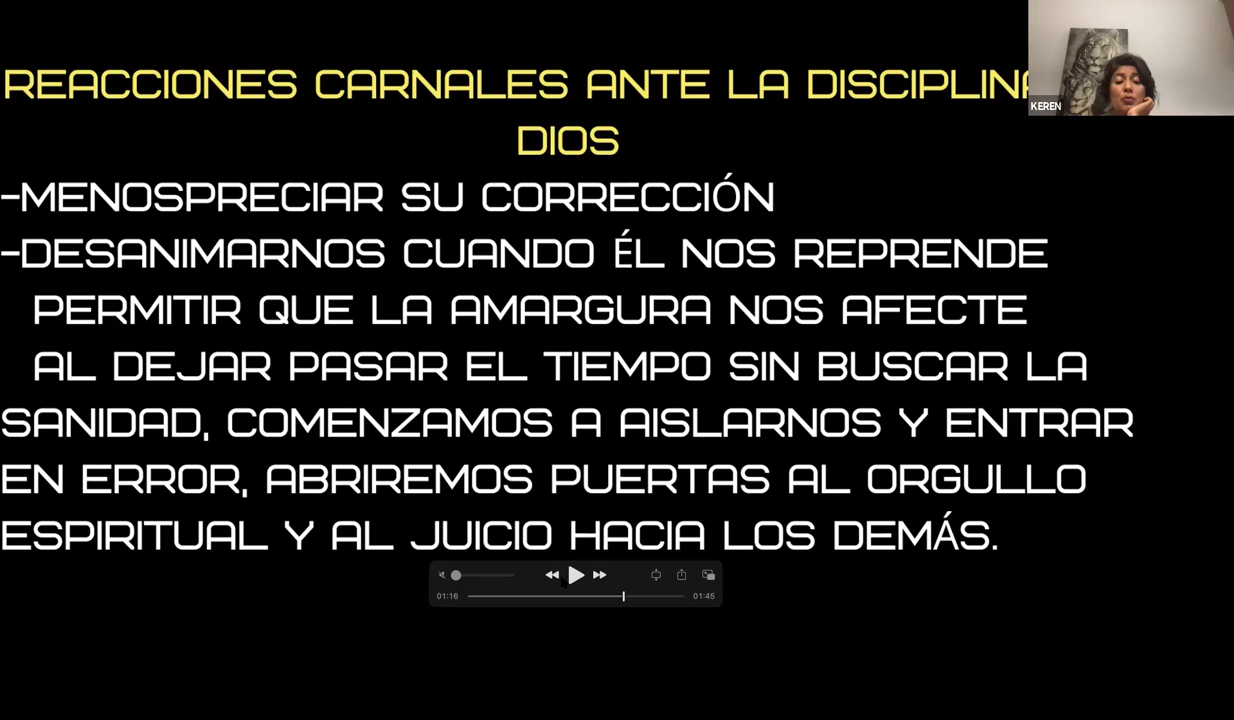 REACCIONES CARNALES ANTE LA DISCIPLINA
DIOS
-MENOSPRECIAR SU CORRECCIÓN
-DESANIMARNOS CUANDO ÉL NOS REPRENDE
PERMITIR QUE LA AMARGURA NOS AFECTE
AL DEJAR PASAR EL TIEMPO SIN BUSCAR LA
SANIDAD, COMENZAMOS A AISLARNOS Y ENTRAR
EN ERROR, ABRIREMOS PUERTAS AL ORGULLO
ESPIRITUAL Y AL JUICIO HACIA LOS DEMÁS.
KEREN
01:16
01:45